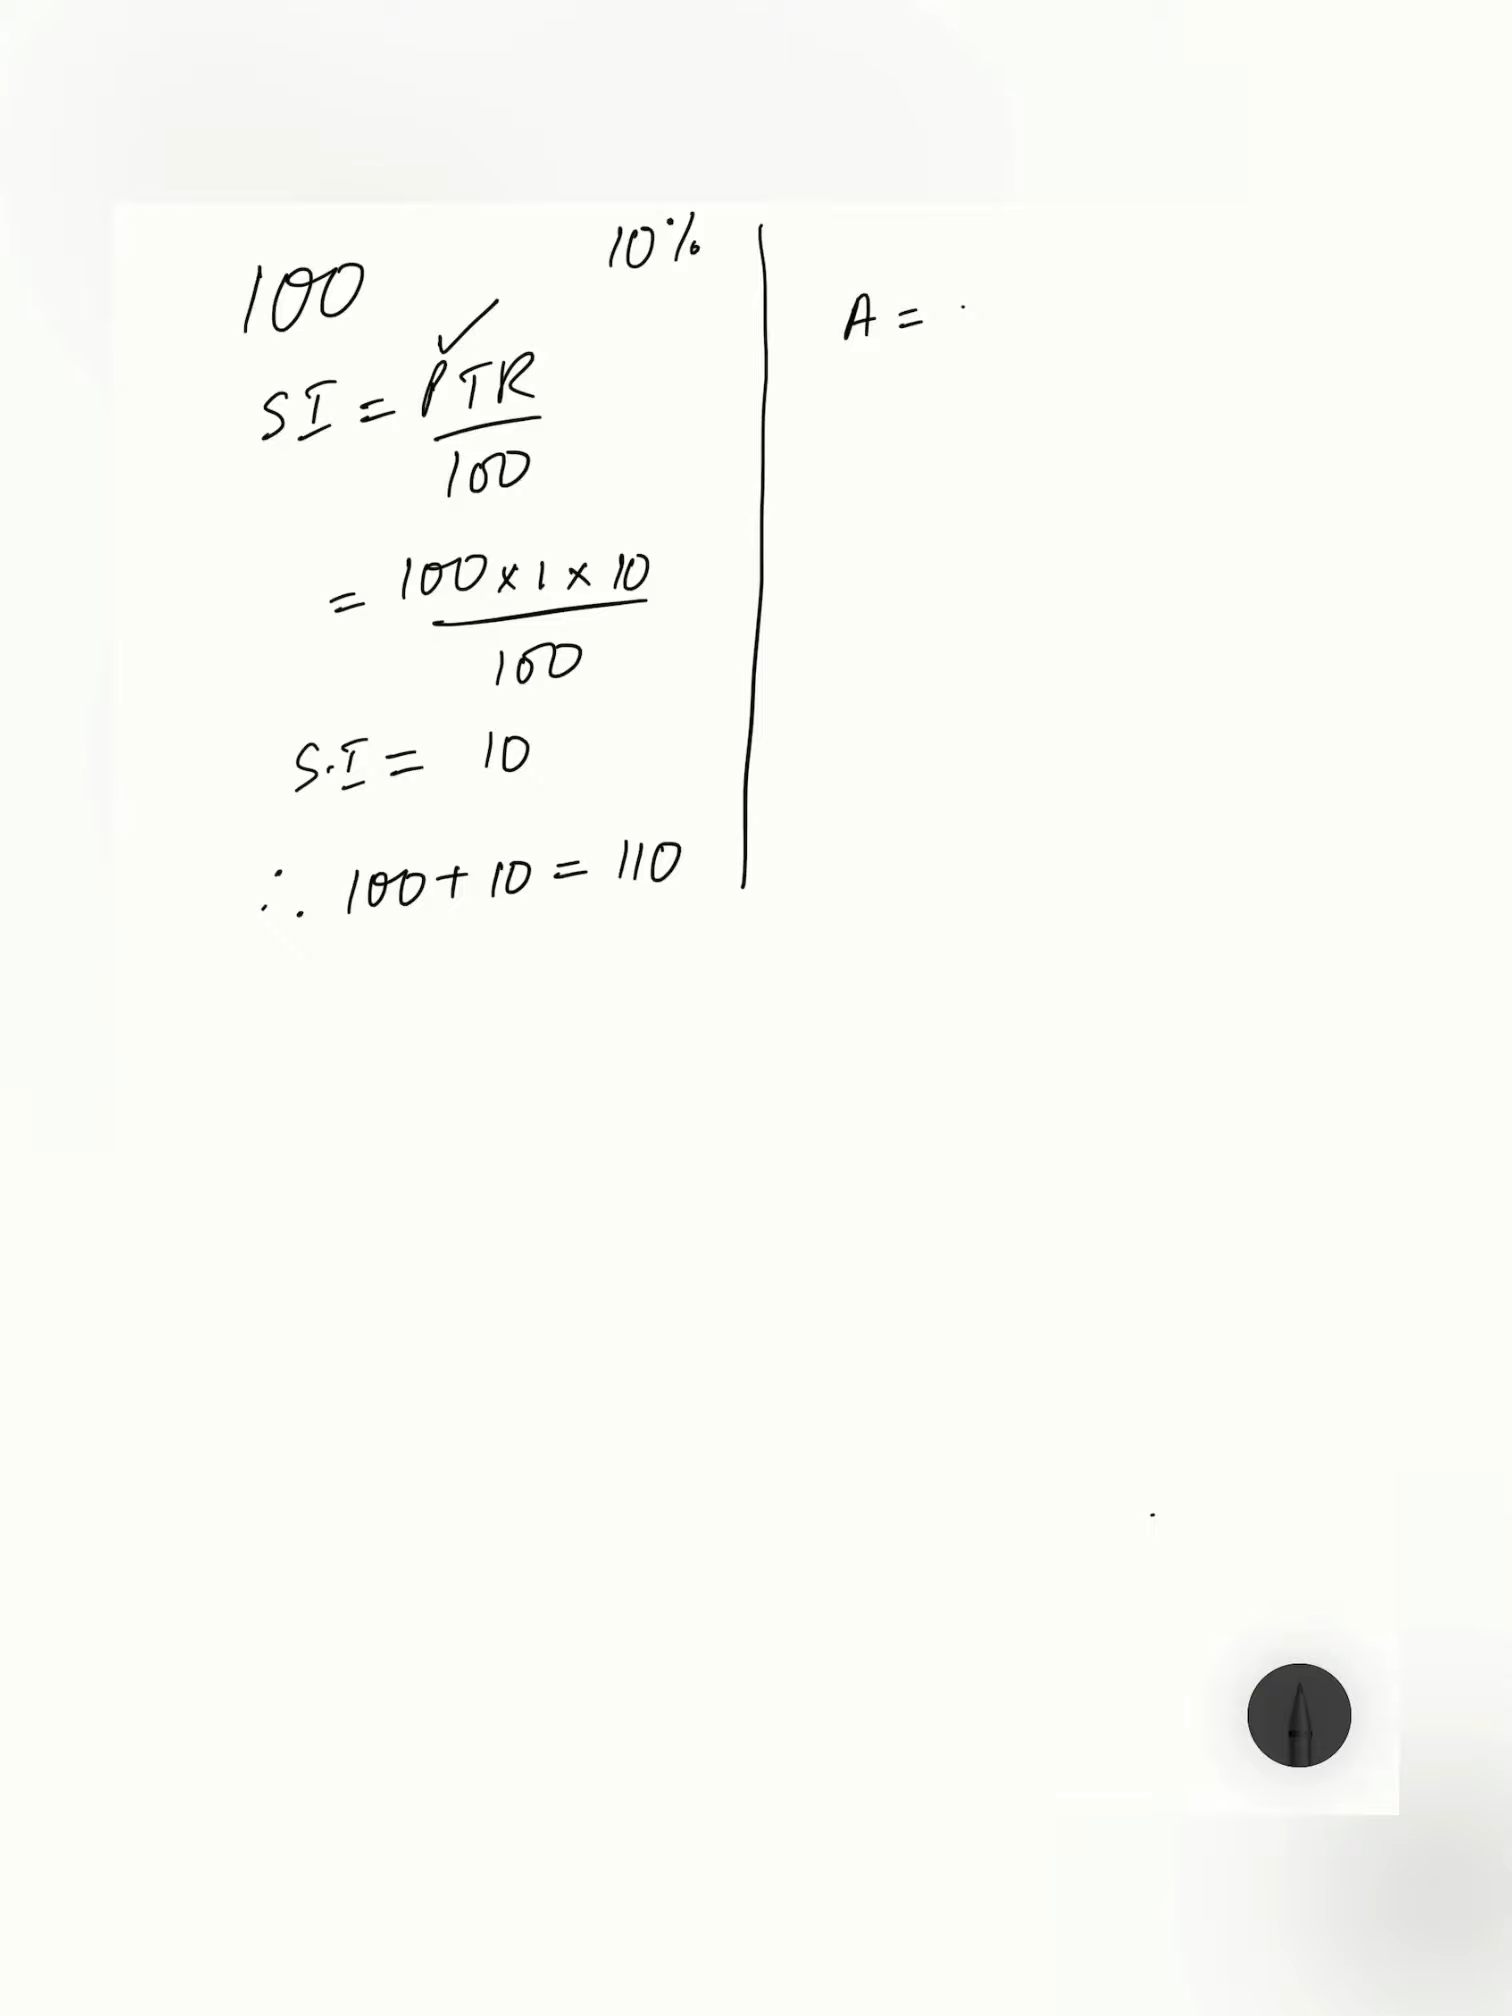 100 10%
SI = PTR
100
= 100 x 1 x 10
100
S.I = 10
∴ 100 + 10 = 110
A =